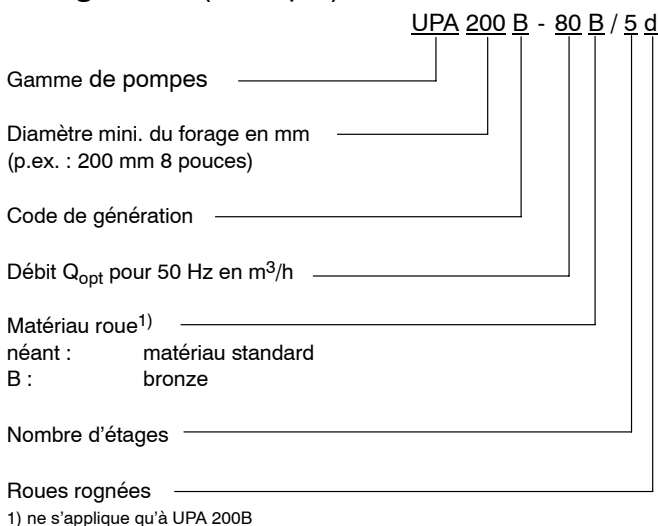 UPA 200 B - 80 B / 5 d
Gamme de pompes
Diamètre mini. du forage en mm
(p.ex. : 200 mm 8 pouces)
Code de génération
Débit Qopt pour 50 Hz en m3/h
Matériau roue1)
néant : matériau standard
B : bronze
Nombre d'étages
Roues rognées
1) ne s'applique qu'à UPA 200B